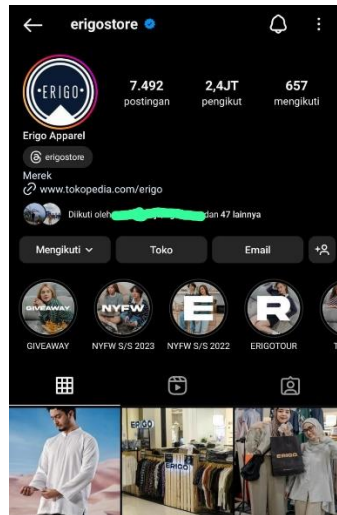 erigostore
•ERIGO•
7.492 2,4JT 657
postingan pengikut mengikuti
Erigo Apparel
erigostore
Merek
www.tokopedia.com/erigo
Diikuti oleh dan 47 lainnya
Mengikuti Toko Email
GIVEAWAY NYFW E R
GIVEAWAY NYFW S/S 2023 NYFW S/S 2022 ERIGOTOUR
ERIGO
ERIGO
ERIGO